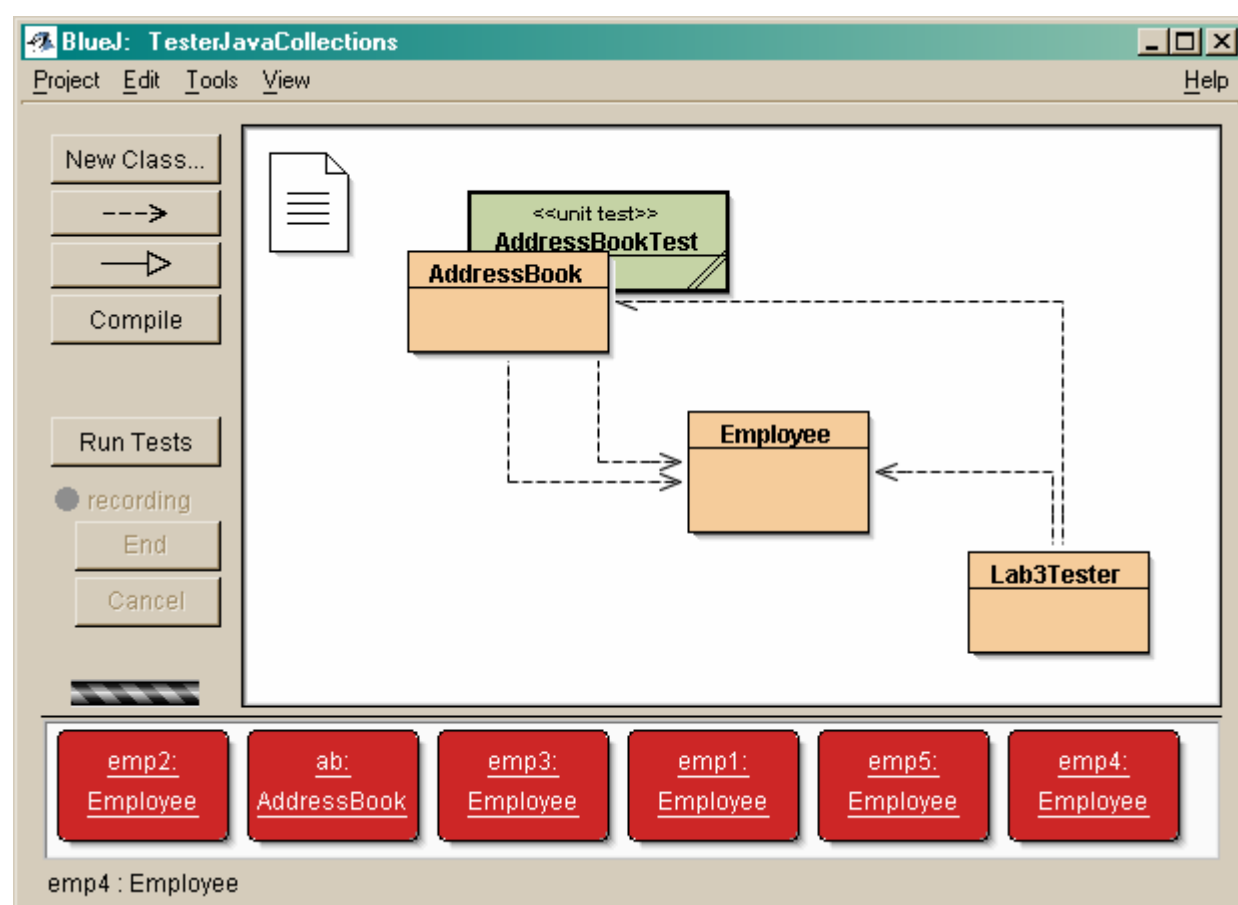 BlueJ: TesterJavaCollections
Project Edit Tools View Help
New Class...
--->
Compile
Run Tests
recording
End
Cancel
<<unit test>>
AddressBookTest
AddressBook
Employee
Lab3Tester
emp2:
Employee
ab:
AddressBook
emp3:
Employee
emp1:
Employee
emp5:
Employee
emp4:
Employee
emp4 : Employee